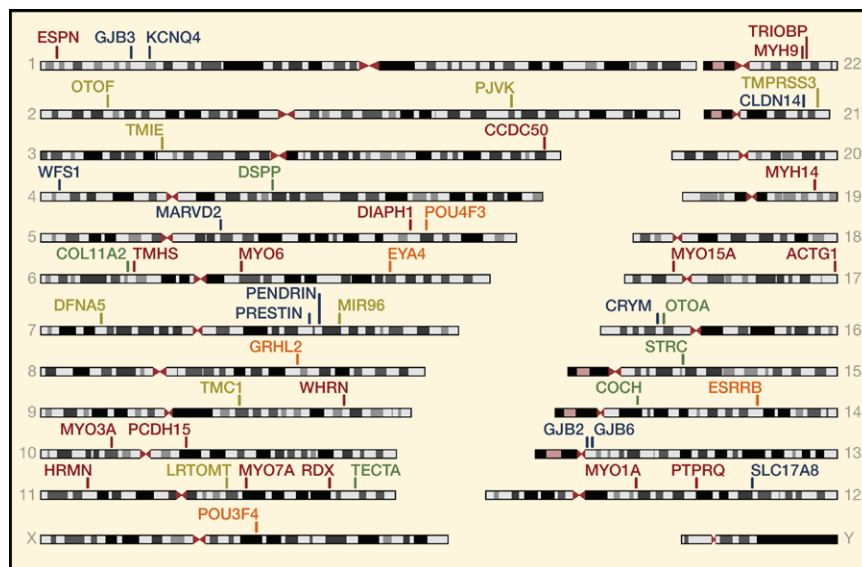 ESPN GJB3 KCNQ4 TRIOBP
MYH9
1 22
OTOF PJVK TMPRSS3
CLDN14
2 21
TMIE CCDC50
3 20
WFS1 DSPP MYH14
4 19
MARVD2 DIAPH1 POU4F3
5 18
COL11A2 TMHS MYO6 EYA4 MYO15A ACTG1
6 17
PENDRIN
DFNA5 PRESTIN MIR96 CRYM OTOA
7 16
GRHL2 STRC
8 15
TMC1 WHRN COCH ESRRB
9 14
MYO3A PCDH15 GJB2 GJB6
10 13
HRMN LRTOMT MYO7A RDX TECTA MYO1A PTPRQ SLC17A8
11 12
POU3F4
X Y